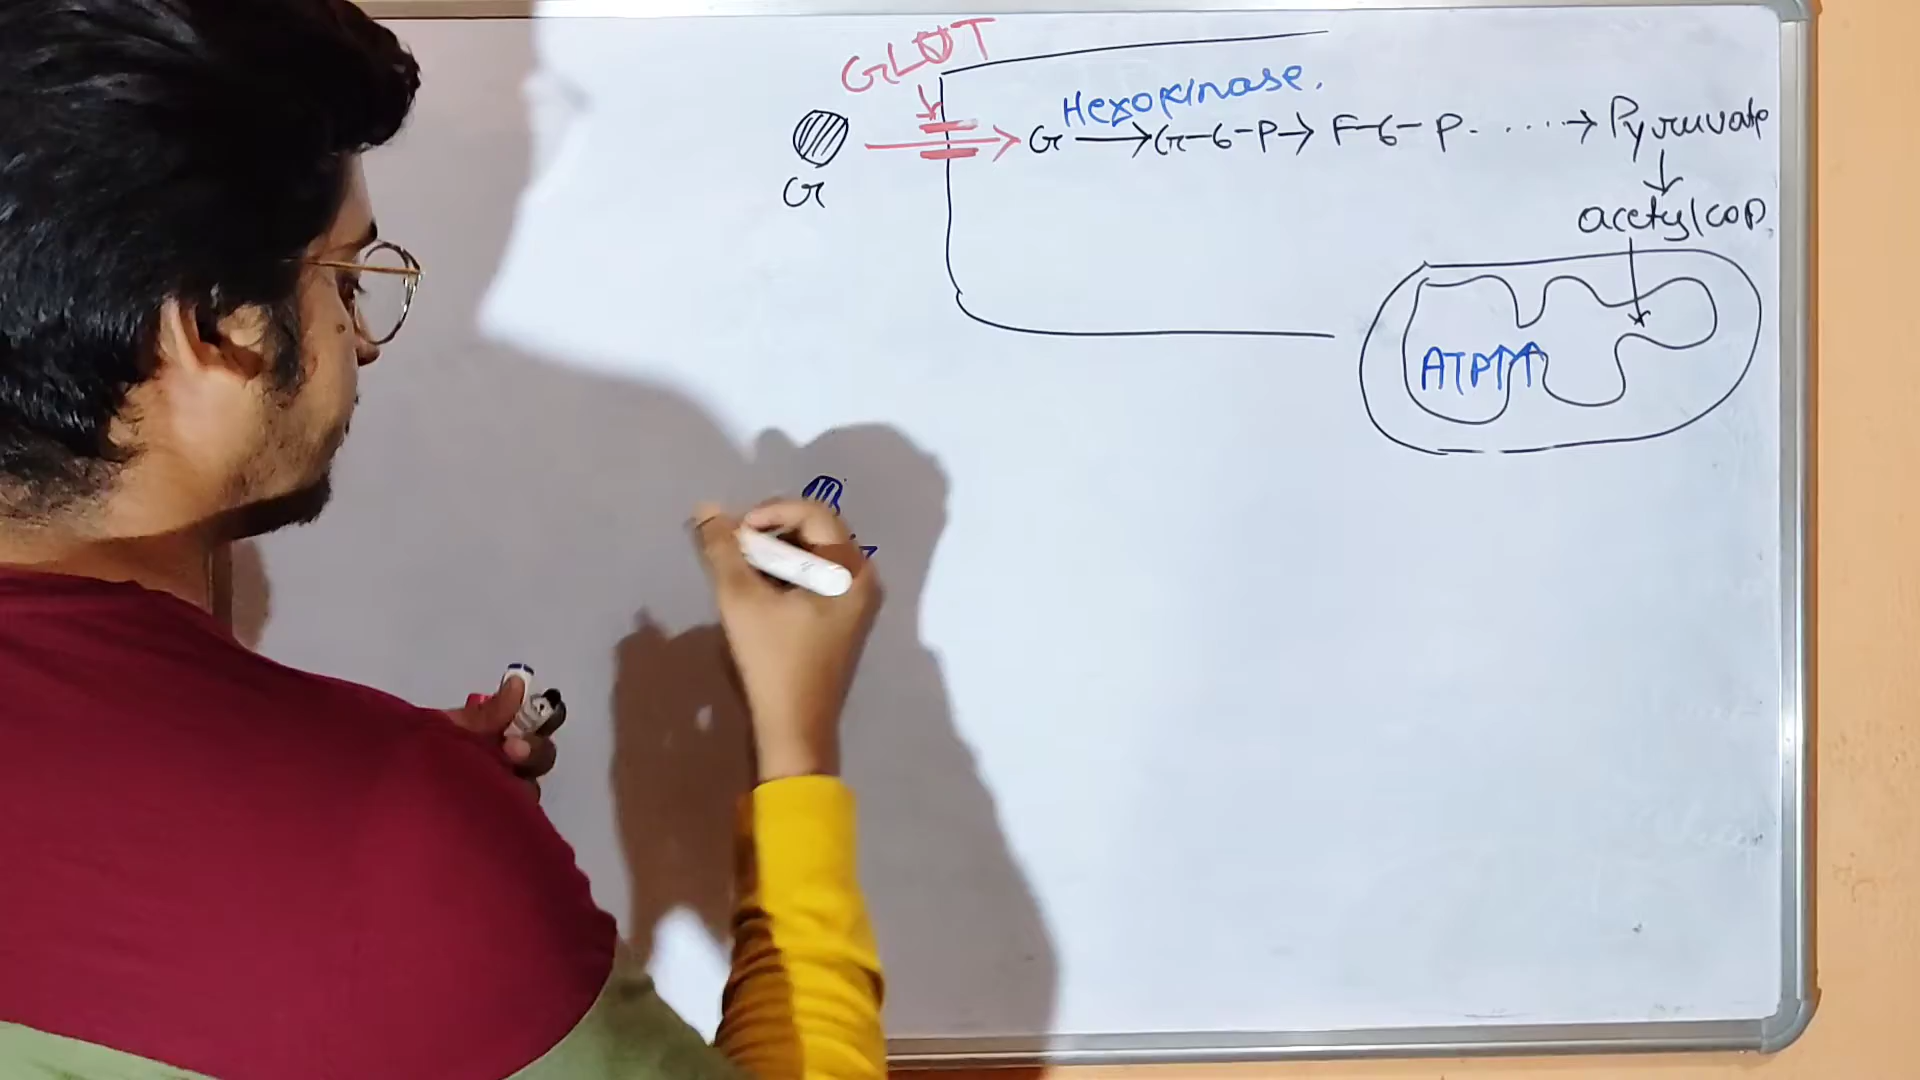 GLUT
Hexokinase.
G → G-6-P → F-6-P.....→ Pyruvate
G
acetylcoA
ATP↑↑